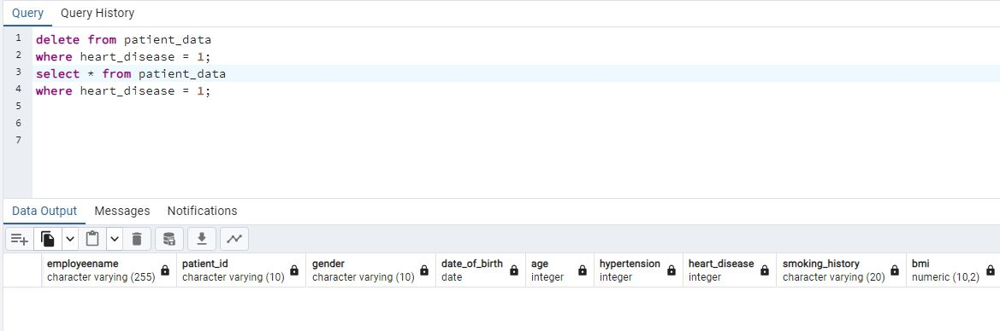 Query Query History
1 delete from patient_data
2 where heart_disease = 1;
3 select * from patient_data
4 where heart_disease = 1;
5
6
7
Data Output Messages Notifications
employeename patient_id gender date_of_birth age hypertension heart_disease smoking_history bmi
character varying (255) character varying (10) character varying (10) date integer integer integer character varying (20) numeric (10,2)